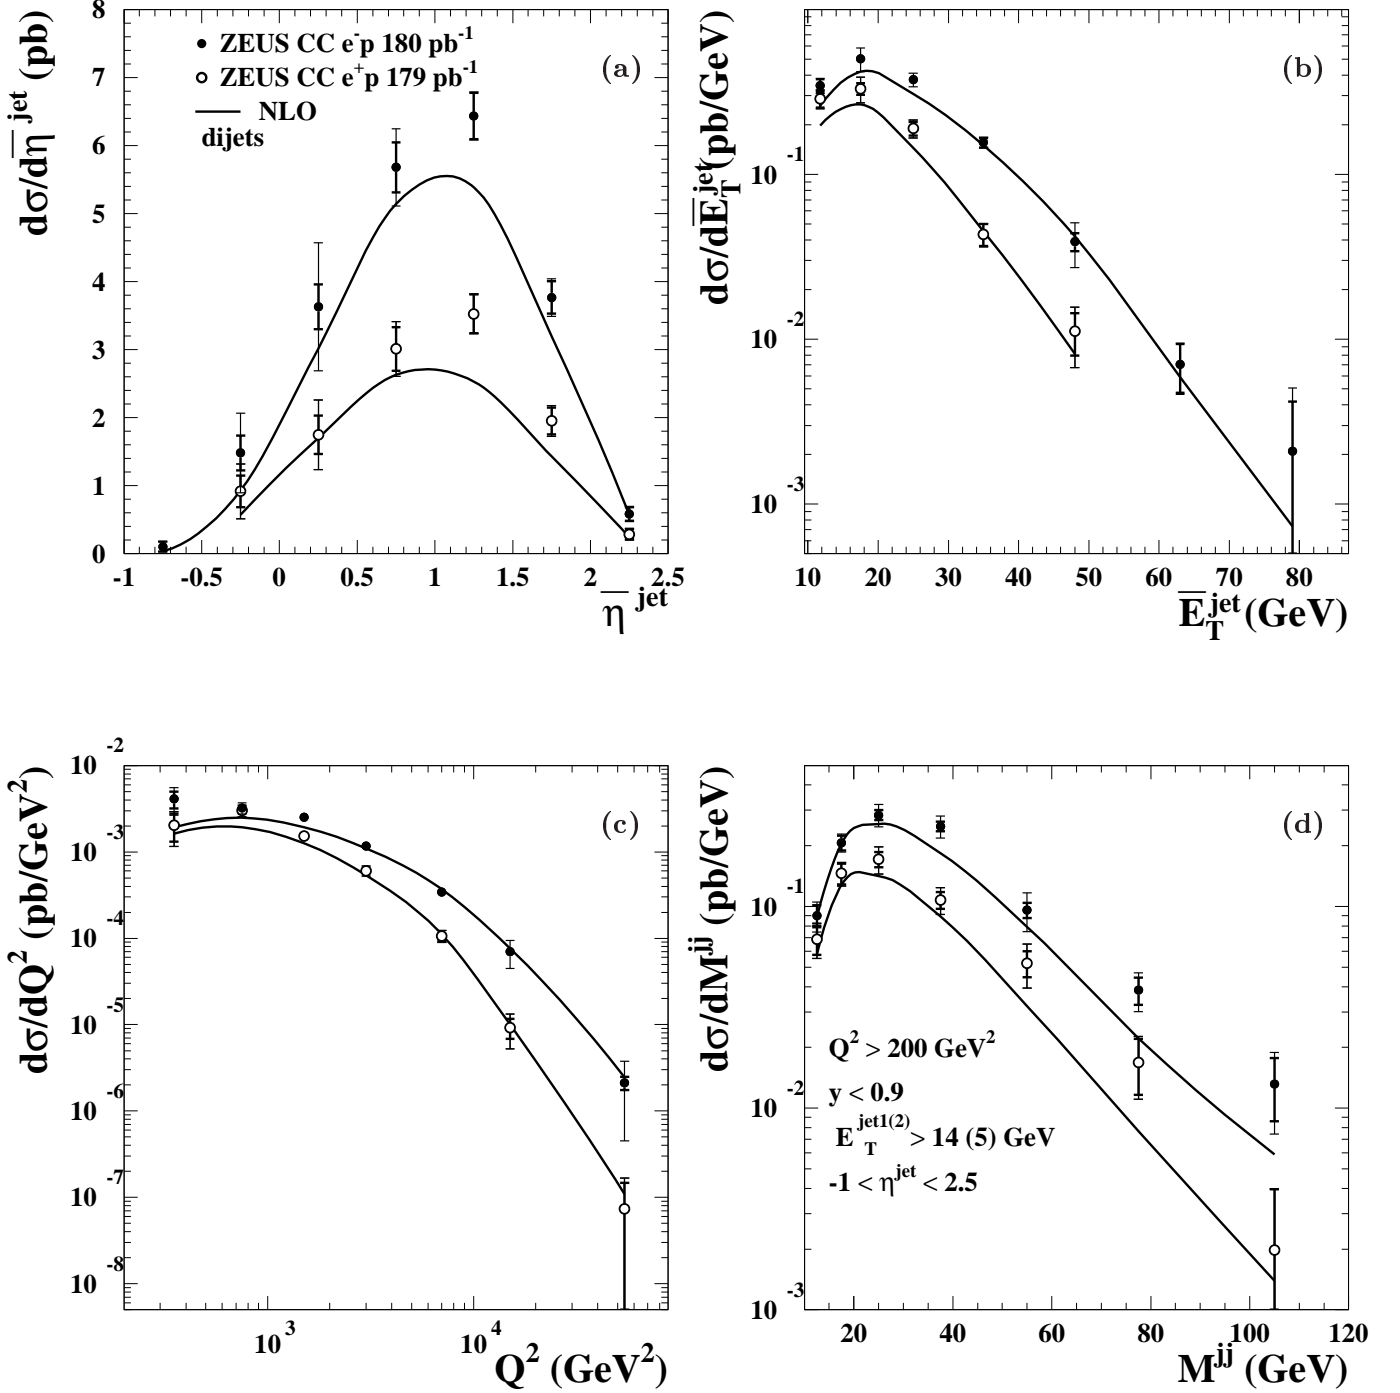 dσ/dη̅^jet (pb)
8
7
6
5
4
3
2
1
0
● ZEUS CC e⁻p 180 pb⁻¹
○ ZEUS CC e⁺p 179 pb⁻¹
— NLO
dijets
(a)
-1 -0.5 0 0.5 1 1.5 2 2.5
η̅^jet
dσ/dE̅_T^jet (pb/GeV)
10⁻¹
10⁻²
10⁻³
(b)
10 20 30 40 50 60 70 80
E̅_T^jet (GeV)
dσ/dQ² (pb/GeV²)
10⁻²
10⁻³
10⁻⁴
10⁻⁵
10⁻⁶
10⁻⁷
10⁻⁸
(c)
10³ 10⁴
Q² (GeV²)
dσ/dM^jj (pb/GeV)
10⁻¹
10⁻²
10⁻³
(d)
Q² > 200 GeV²
y < 0.9
E_T^jet1(2) > 14 (5) GeV
-1 < η^jet < 2.5
20 40 60 80 100 120
M^jj (GeV)